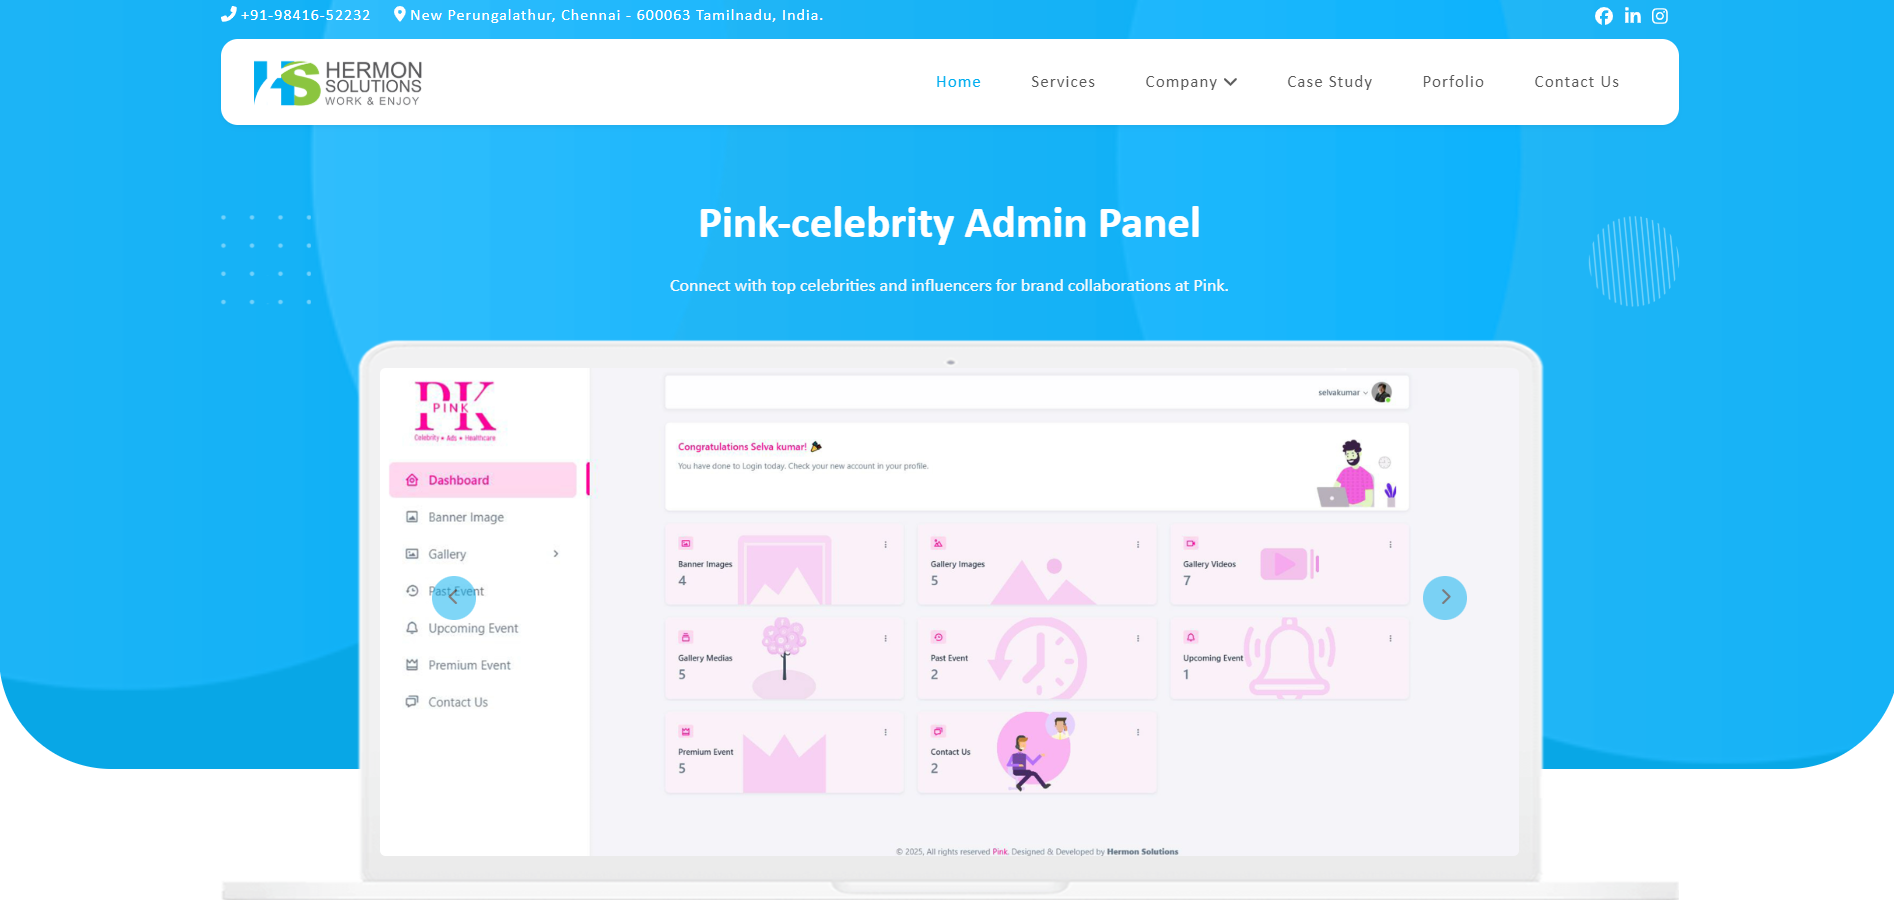 +91-98416-52232 New Perungalathur, Chennai - 600063 Tamilnadu, India.
HERMON
SOLUTIONS
WORK & ENJOY
Home Services Company Case Study Porfolio Contact Us
Pink-celebrity Admin Panel
Connect with top celebrities and influencers for brand collaborations at Pink.
PK
PINK
Celebrity • Ads • Healthcare
selvakumar
Congratulations Selva kumar!
You have done to Login today. Check your new account in your profile.
Dashboard
Banner Image
Gallery
Past Event
Upcoming Event
Premium Event
Contact Us
Banner Images
4
Gallery Images
5
Gallery Videos
7
Gallery Medias
5
Past Event
2
Upcoming Event
1
Premium Event
5
Contact Us
2
© 2025, All rights reserved Pink. Designed & Developed by Hermon Solutions